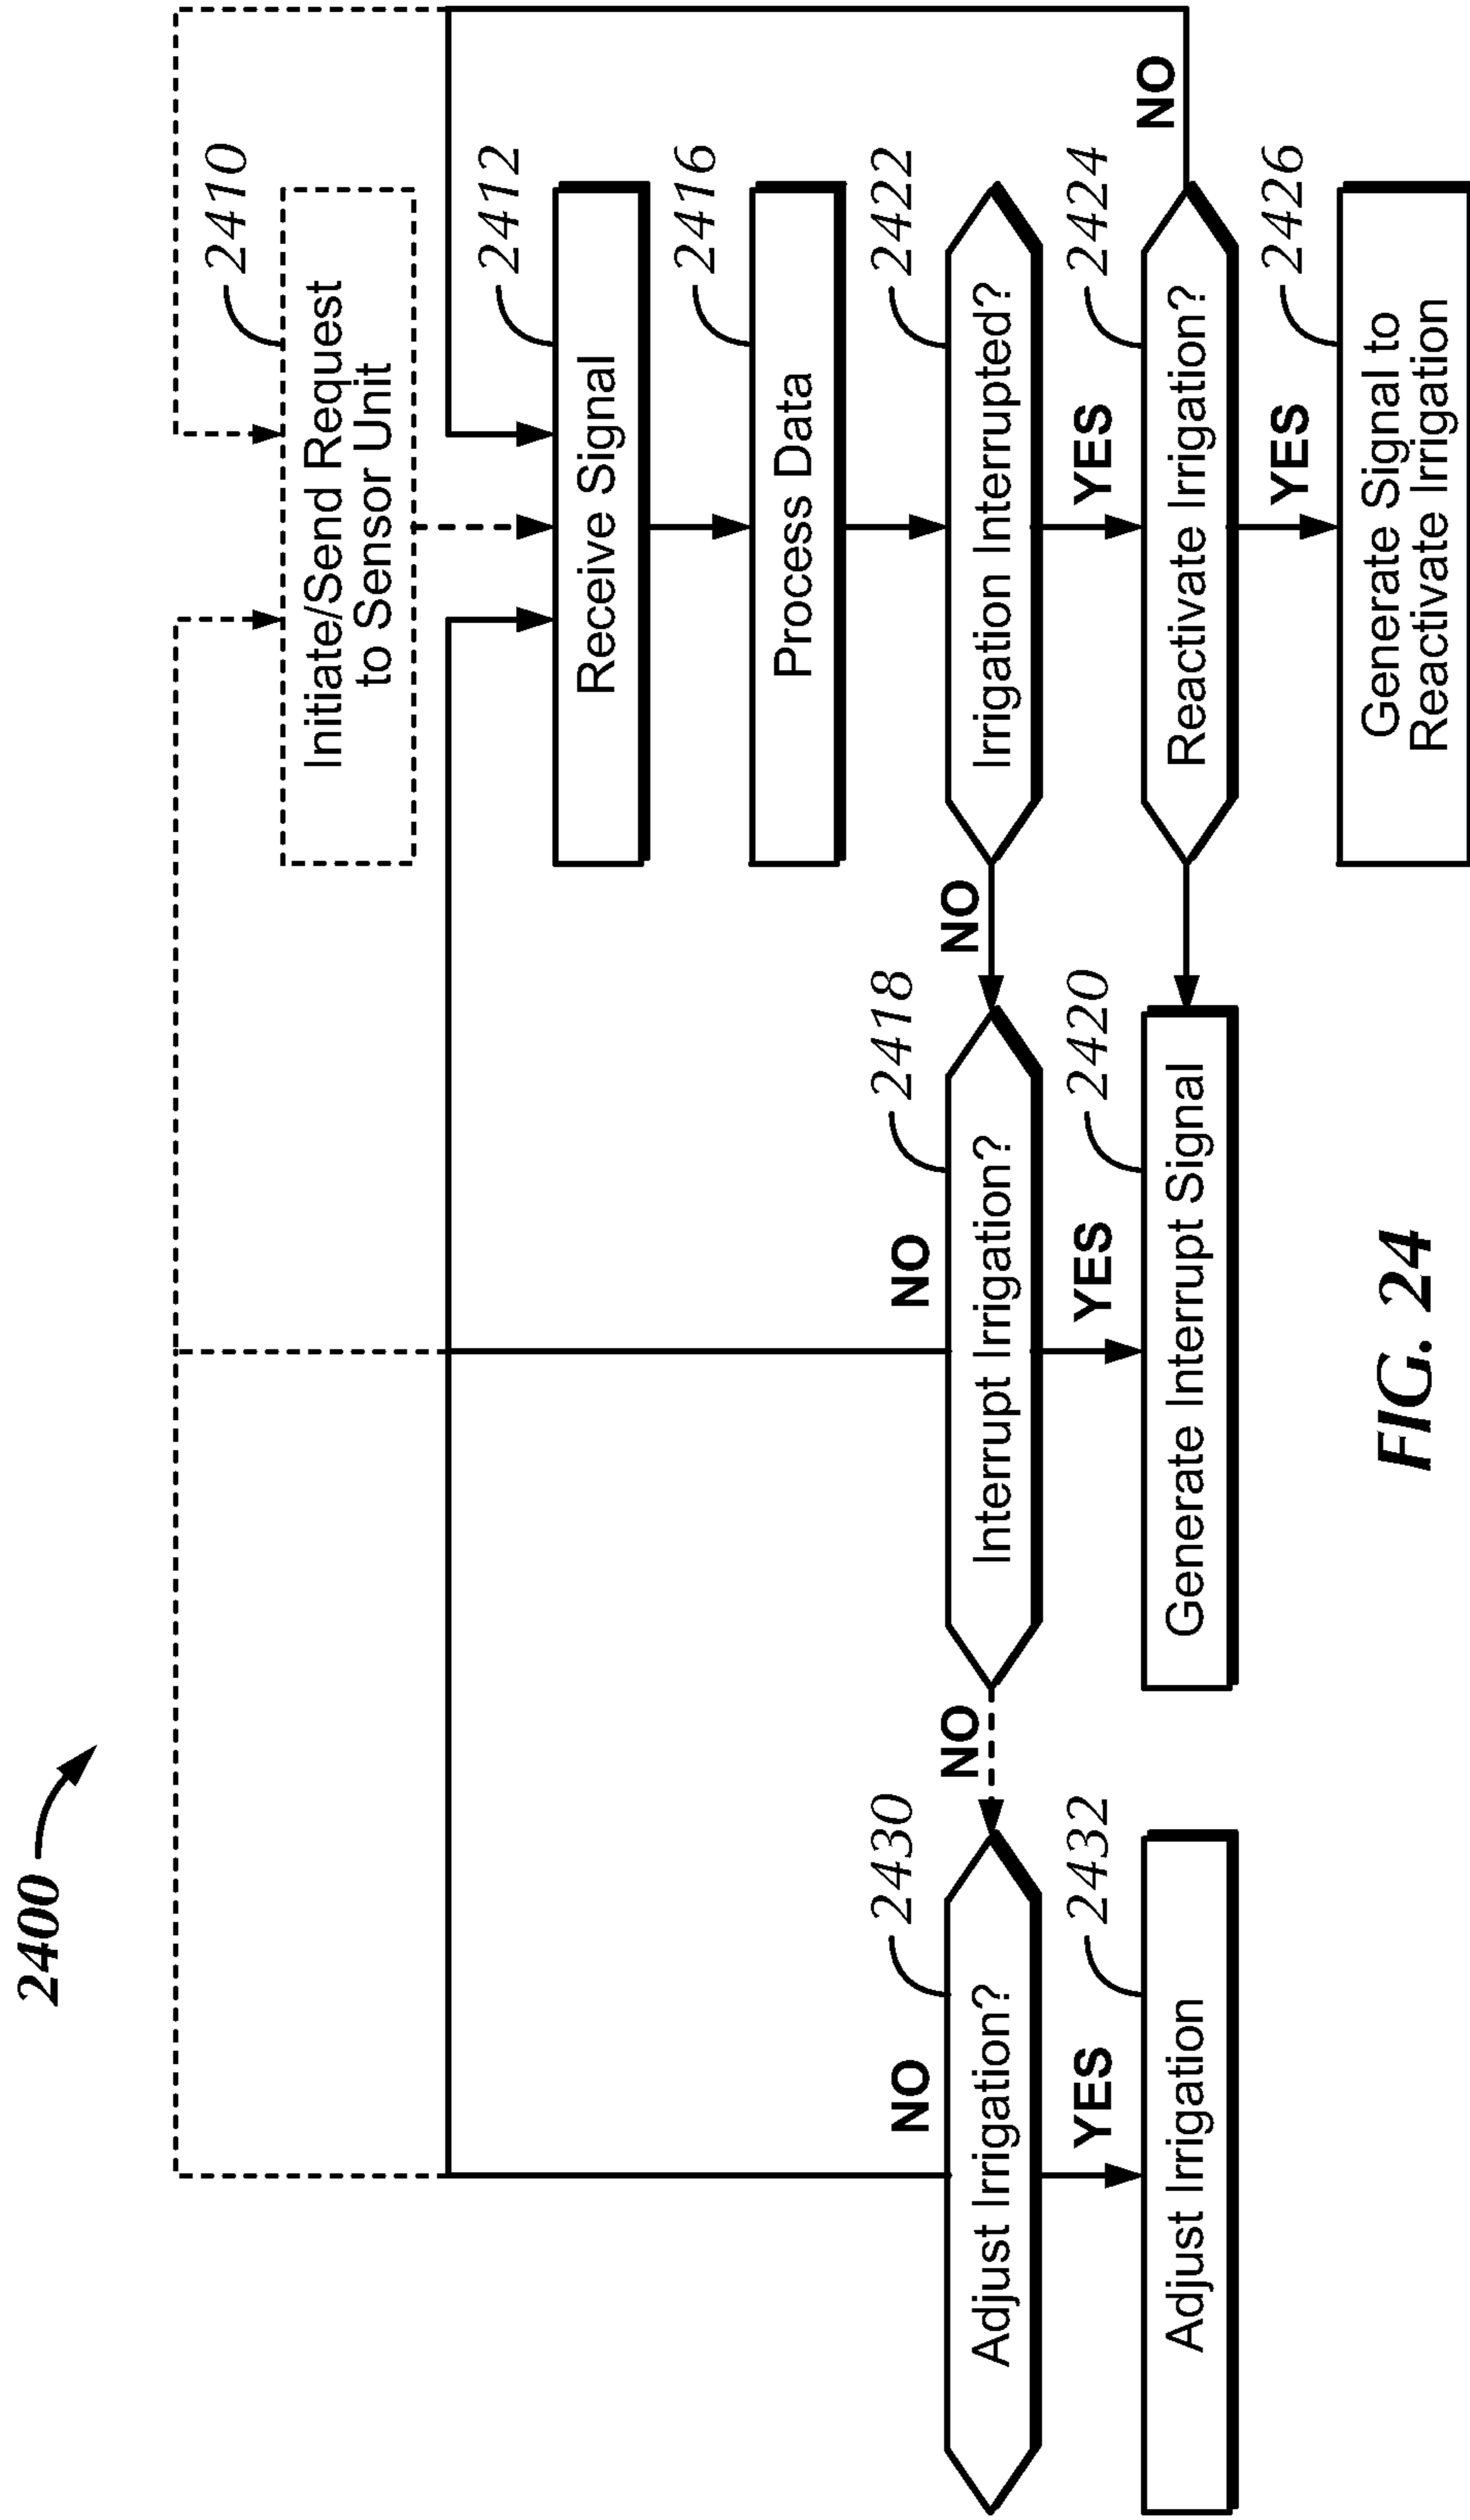 2400
2410
Initiate/Send Request
to Sensor Unit
2412
Receive Signal
2416
Process Data
2430
NO
Adjust Irrigation?
NO
2418
NO
Interrupt Irrigation?
NO
2422
Irrigation Interrupted?
YES
2432
Adjust Irrigation
YES
2420
Generate Interrupt Signal
YES
2424
Reactivate Irrigation?
NO
YES
2426
Generate Signal to
Reactivate Irrigation
FIG. 24